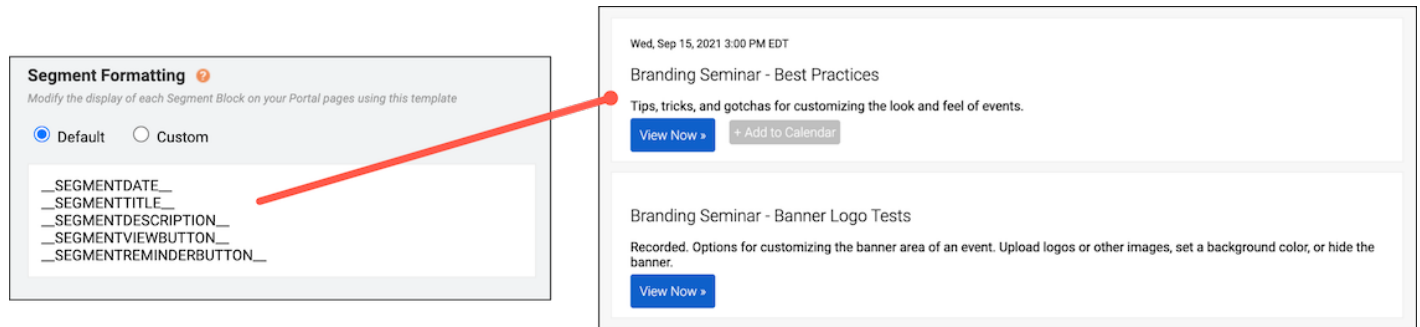 Segment Formatting ?
Modify the display of each Segment Block on your Portal pages using this template
Default Custom
__SEGMENTDATE__
__SEGMENTTITLE__
__SEGMENTDESCRIPTION__
__SEGMENTVIEWBUTTON__
__SEGMENTREMINDERBUTTON__
Wed, Sep 15, 2021 3:00 PM EDT
Branding Seminar - Best Practices
Tips, tricks, and gotchas for customizing the look and feel of events.
View Now » + Add to Calendar
Branding Seminar - Banner Logo Tests
Recorded. Options for customizing the banner area of an event. Upload logos or other images, set a background color, or hide the
banner.
View Now »